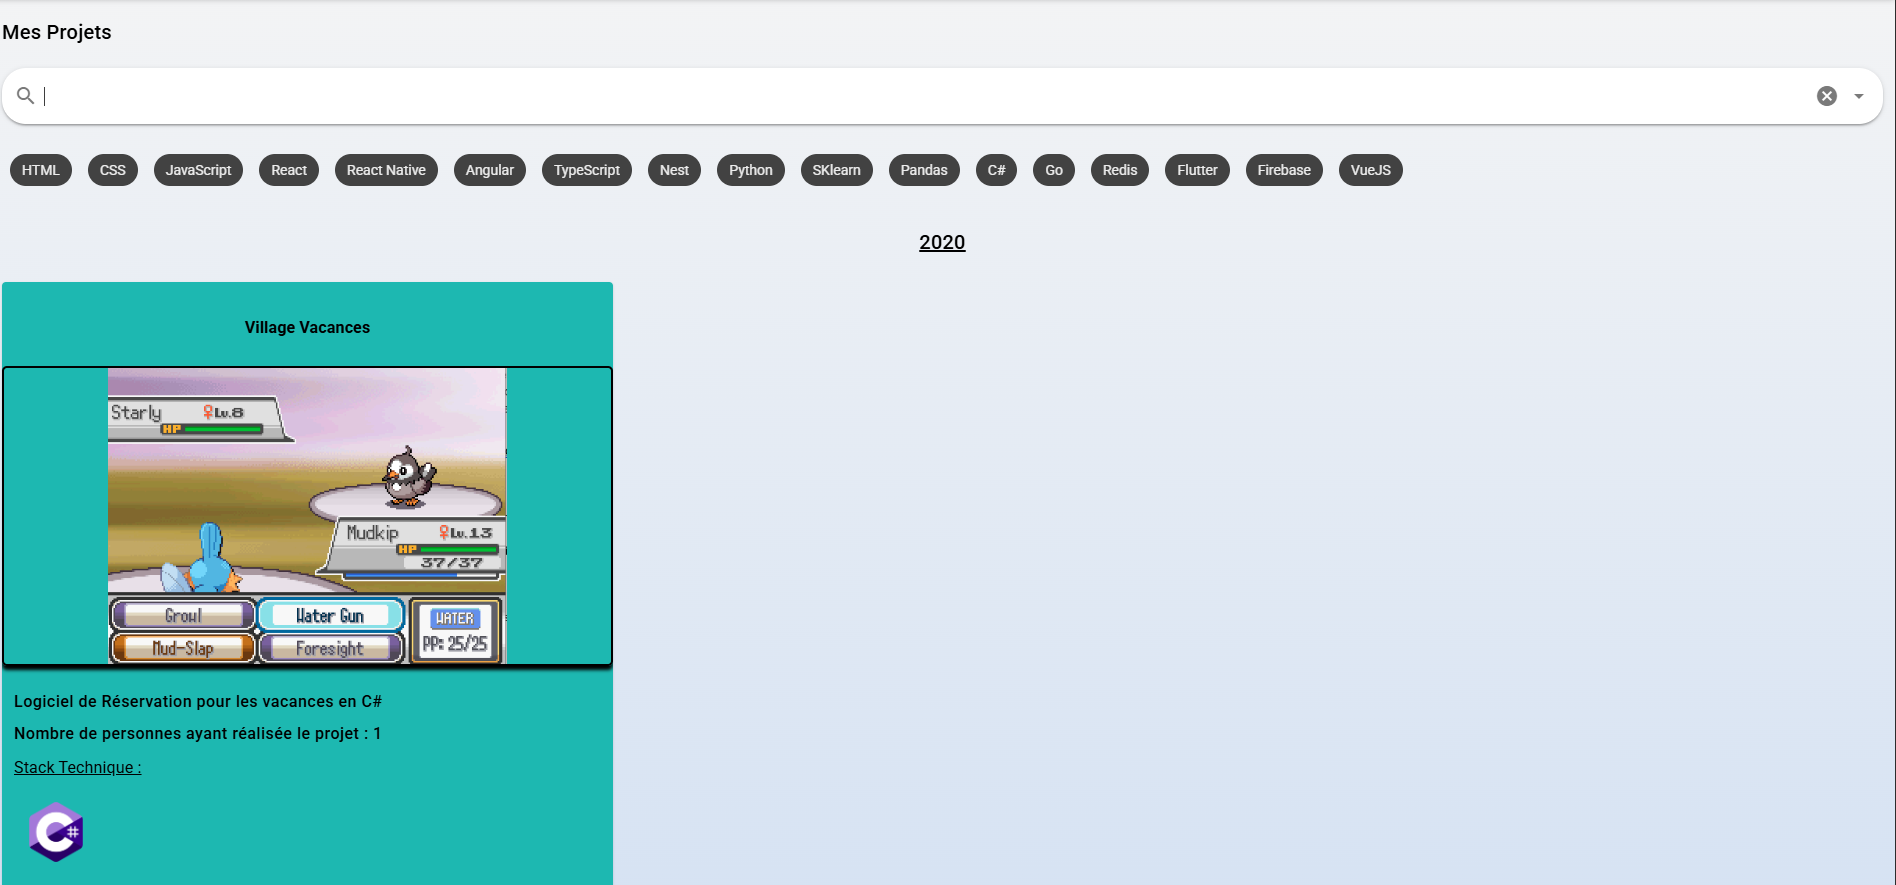 Mes Projets
HTML CSS JavaScript React React Native Angular TypeScript Nest Python SKlearn Pandas C# Go Redis Flutter Firebase VueJS
2020
Village Vacances
Starly ♀Lv.8
HP
Mudkip ♀Lv.13
HP
37/37
Growl Water Gun WATER
Mud-Slap Foresight PP: 25/25
Logiciel de Réservation pour les vacances en C#
Nombre de personnes ayant réalisée le projet : 1
Stack Technique :
C#